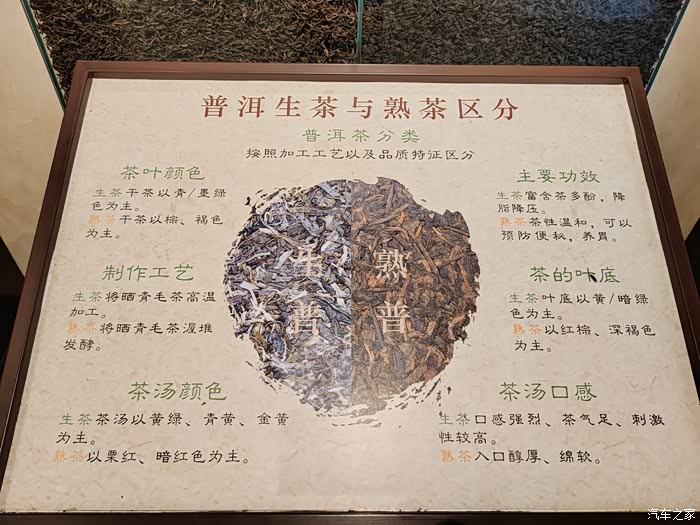 普洱生茶与熟茶区分
普洱茶分类
按照加工工艺以及品质特征区分
茶叶颜色
生茶干茶以青/墨绿
色为主。
熟茶干茶以棕、褐色
为主。
制作工艺
生茶将晒青毛茶高温
加工。
熟茶将晒青毛茶渥堆
发酵。
茶汤颜色
生茶茶汤以黄绿、青黄、金黄
为主。
熟茶以栗红、暗红色为主。
生普
熟普
主要功效
生茶富含茶多酚，降
脂降压。
熟茶茶性温和，可以
预防便秘，养胃。
茶的叶底
生茶叶底以黄/暗绿
色为主。
熟茶以红棕、深褐色
为主。
茶汤口感
生茶口感强烈、茶气足、刺激
性较高。
熟茶入口醇厚、绵软。
汽车之家